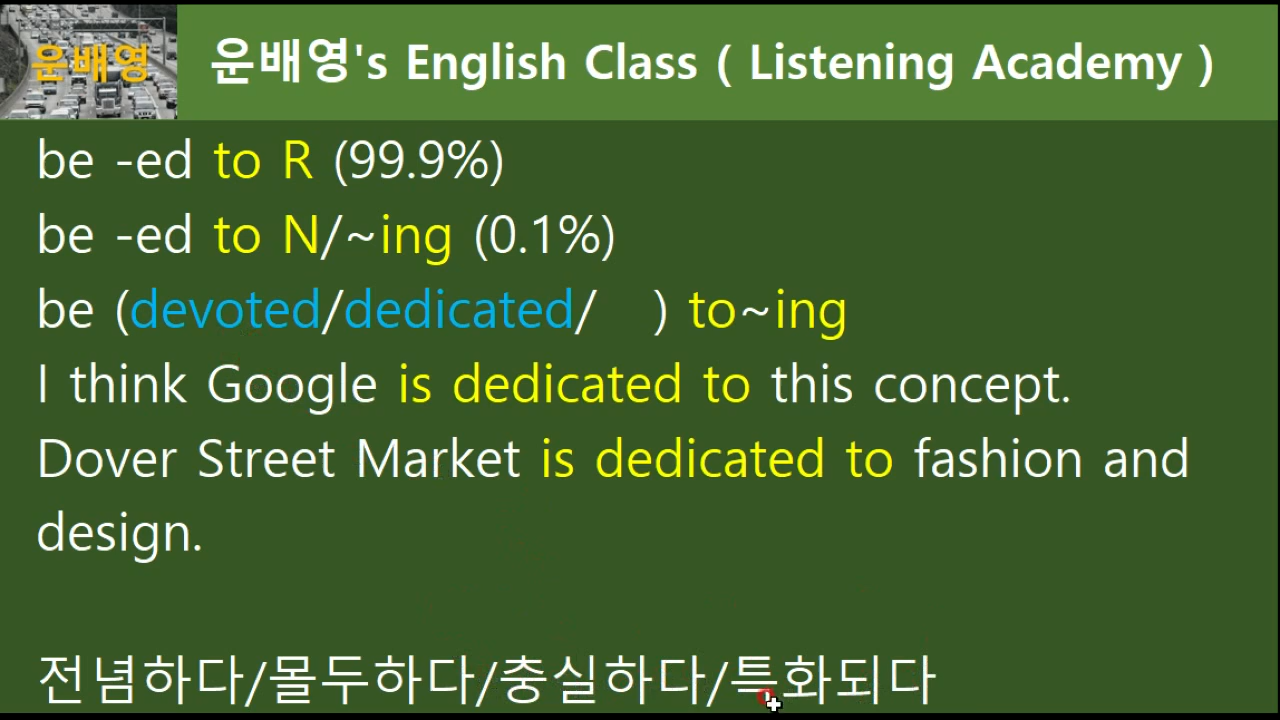 운배영
운배영's English Class ( Listening Academy )
be -ed to R (99.9%)
be -ed to N/~ing (0.1%)
be (devoted/dedicated/ ) to~ing
I think Google is dedicated to this concept.
Dover Street Market is dedicated to fashion and
design.
전념하다/몰두하다/충실하다/특화되다